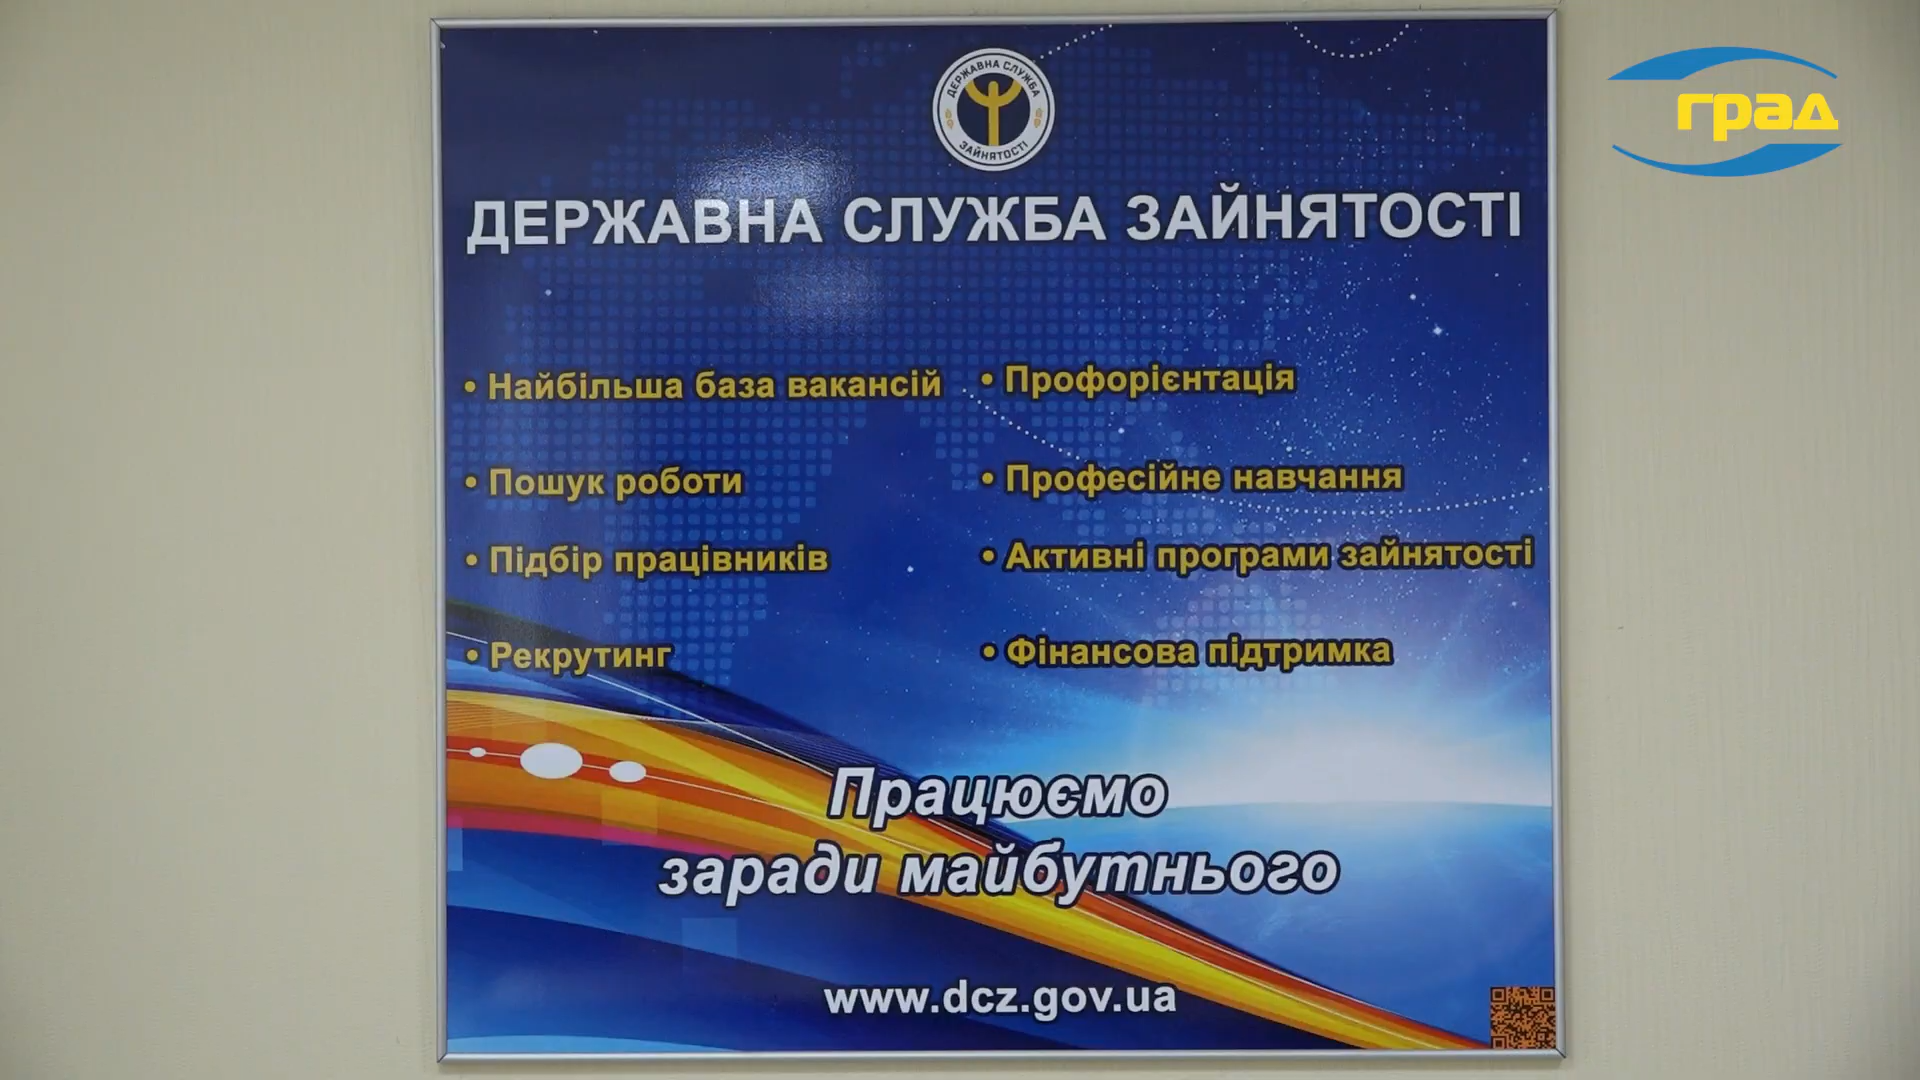 град
ДЕРЖАВНА СЛУЖБА
ЗАЙНЯТОСТІ
ДЕРЖАВНА СЛУЖБА ЗАЙНЯТОСТІ
• Найбільша база вакансій
• Пошук роботи
• Підбір працівників
• Рекрутинг
• Профорієнтація
• Професійне навчання
• Активні програми зайнятості
• Фінансова підтримка
Працюємо
заради майбутнього
www.dcz.gov.ua